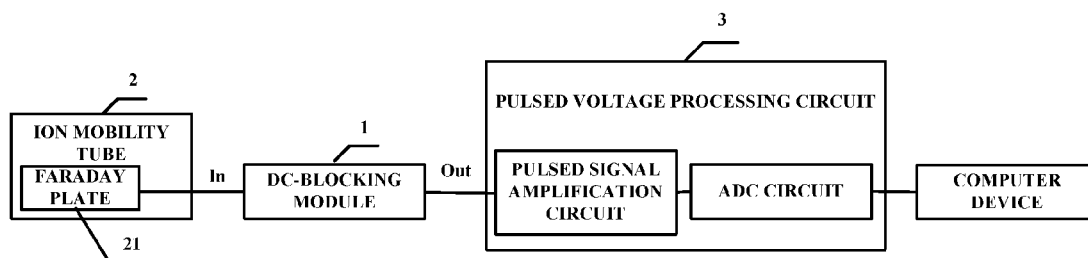 3
2
PULSED VOLTAGE PROCESSING CIRCUIT
ION MOBILITY
TUBE
1
FARADAY
PLATE
In
DC-BLOCKING
MODULE
Out
PULSED SIGNAL
AMPLIFICATION
CIRCUIT
ADC CIRCUIT
COMPUTER
DEVICE
21